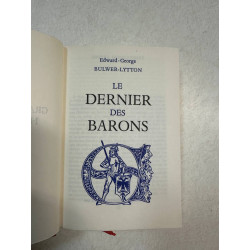 Edward-George
BULWER-LYTTON
LE
DERNIER
DES
BARONS